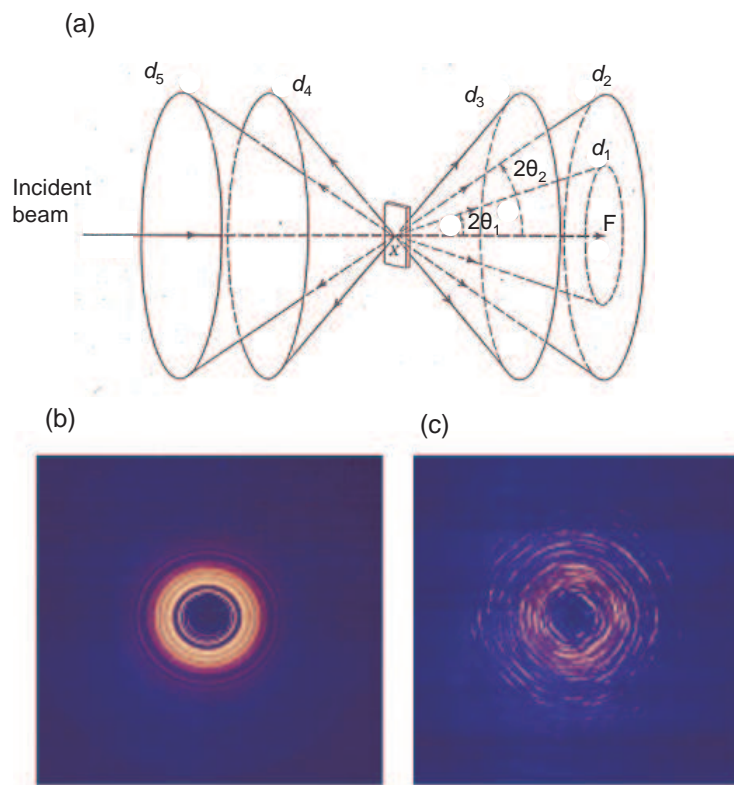 (a)
d5
d4
d3
d2
d1
2θ2
Incident
beam
2θ1
F
x
(b)
(c)